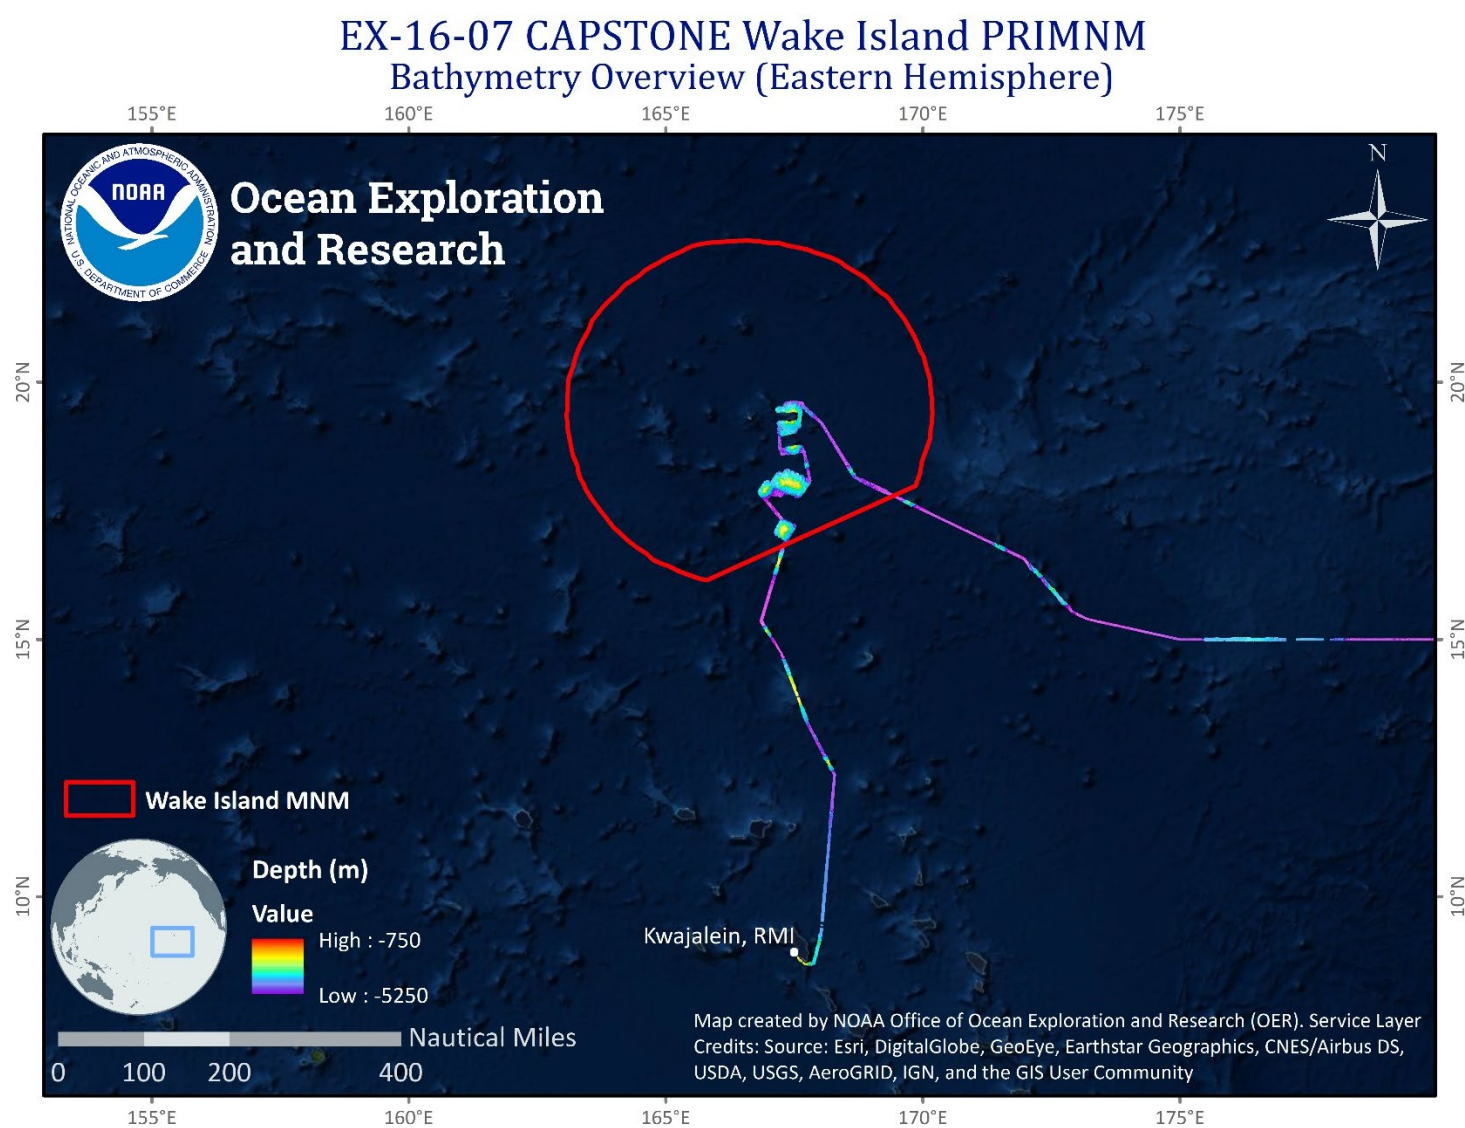 EX-16-07 CAPSTONE Wake Island PRIMNM
Bathymetry Overview (Eastern Hemisphere)
155°E 160°E 165°E 170°E 175°E
NATIONAL OCEANIC AND ATMOSPHERIC ADMINISTRATION
NOAA
U.S. DEPARTMENT OF COMMERCE
Ocean Exploration
and Research
N
20°N 20°N
15°N 15°N
10°N 10°N
Wake Island MNM
Depth (m)
Value
High : -750
Low : -5250
Kwajalein, RMI
Nautical Miles
0 100 200 400
Map created by NOAA Office of Ocean Exploration and Research (OER). Service Layer
Credits: Source: Esri, DigitalGlobe, GeoEye, Earthstar Geographics, CNES/Airbus DS,
USDA, USGS, AeroGRID, IGN, and the GIS User Community
155°E 160°E 165°E 170°E 175°E